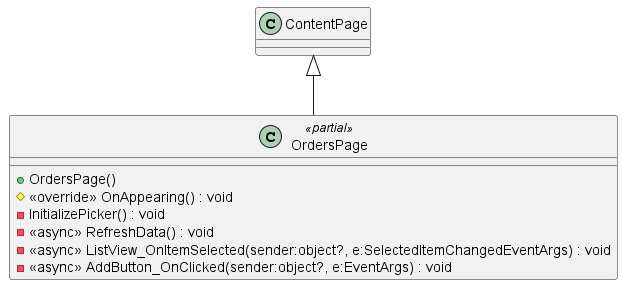 C ContentPage
«partial»
C OrdersPage
OrdersPage()
«override» OnAppearing() : void
InitializePicker() : void
«async» RefreshData() : void
«async» ListView_OnItemSelected(sender:object?, e:SelectedItemChangedEventArgs) : void
«async» AddButton_OnClicked(sender:object?, e:EventArgs) : void